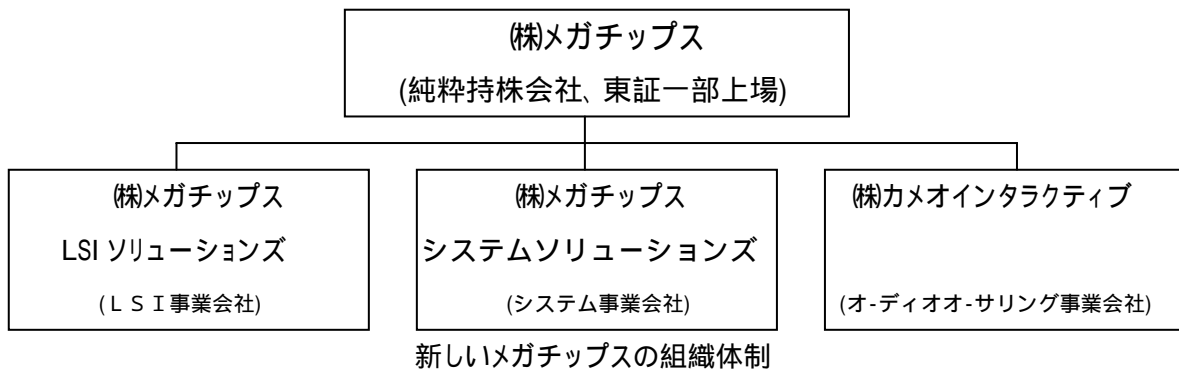 ㈱メガチップス
(純粋持株会社、東証一部上場)
㈱メガチップス
LSI ソリューションズ
(ＬＳＩ事業会社)
㈱メガチップス
システムソリューションズ
(システム事業会社)
㈱カメオインタラクティブ
(オ-ディオオ-サリング事業会社)
新しいメガチップスの組織体制